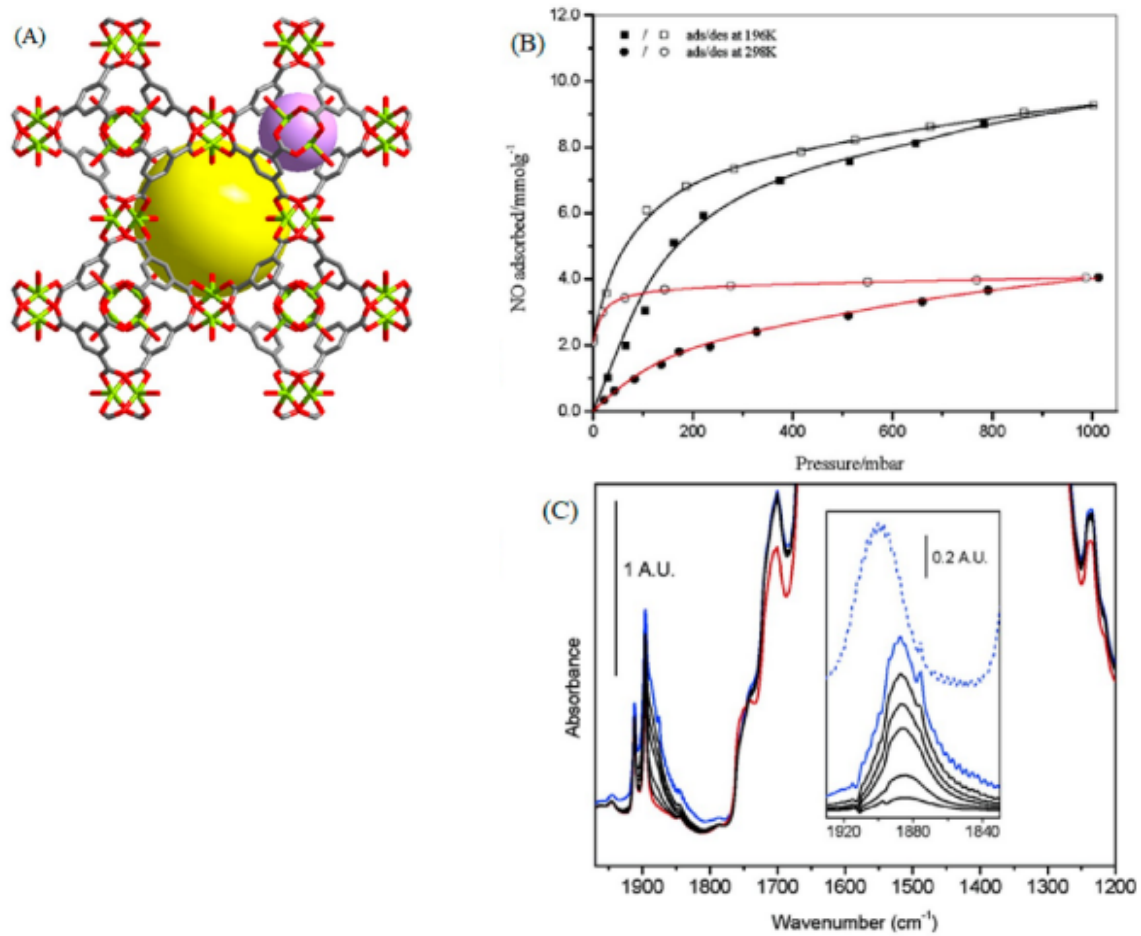 (A)
(B)
12.0
10.0
8.0
6.0
4.0
2.0
0.0
NO adsorbed/mmolg⁻¹
■ / □ ads/des at 196K
● / ○ ads/des at 298K
0 200 400 600 800 1000
Pressure/mbar
(C)
1 A.U.
0.2 A.U.
1920 1880 1840
Absorbance
1900 1800 1700 1600 1500 1400 1300 1200
Wavenumber (cm⁻¹)